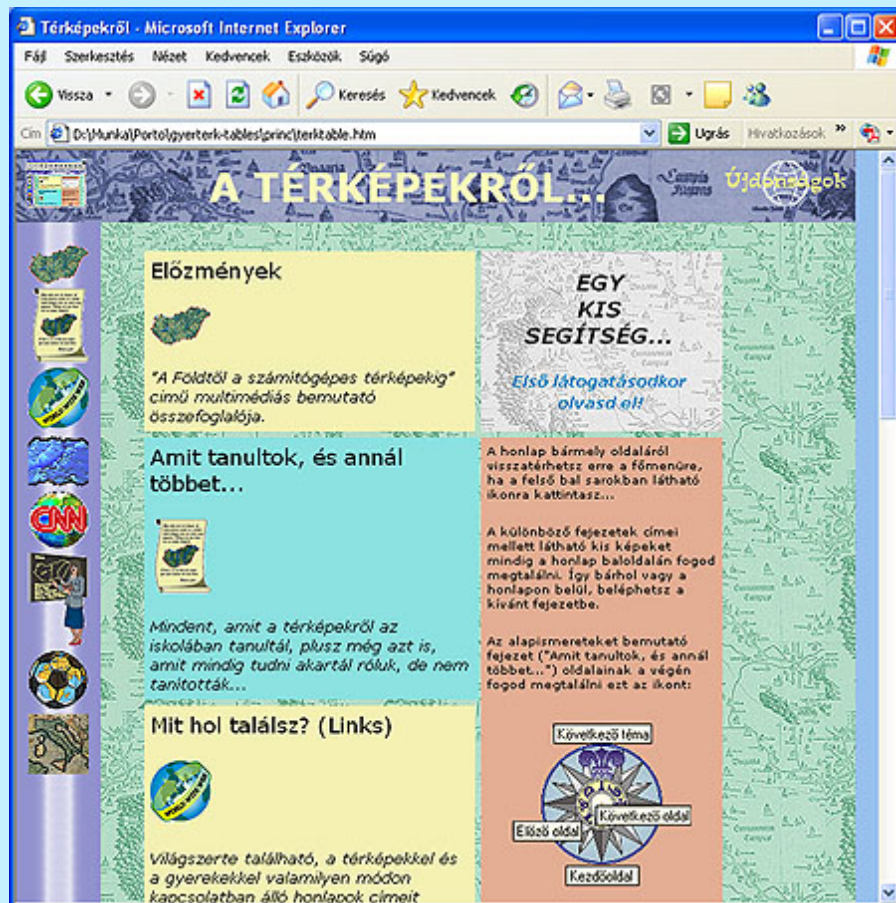 Térképekről - Microsoft Internet Explorer
Fájl Szerkesztés Nézet Kedvencek Eszközök Súgó
Vissza Keresés Kedvencek
Cím D:\Munka\Porto\gyerterk-tables\princ\terktable.htm Ugrás Hivatkozások »
A TÉRKÉPEKRŐL...
Újdonságok
Előzmények
"A Földtől a számítógépes térképekig"
című multimédiás bemutató
összefoglalója.
EGY
KIS
SEGÍTSÉG...
Első látogatásodkor
olvasd el!
Amit tanultok, és annál
többet...
Mindent, amit a térképekről az
iskolában tanultál, plusz még azt is,
amit mindig tudni akartál róluk, de nem
tanították...
Mit hol találsz? (Links)
WORLD WIDE WEB
Világszerte található, a térképekkel és
a gyerekekkel valamilyen módon
kapcsolatban álló honlapok címeit
A honlap bármely oldaláról
visszatérhetsz erre a főmenüre,
ha a felső bal sarokban látható
ikonra kattintasz...
A különböző fejezetek címei
mellett látható kis képeket
mindig a honlap baloldalán fogod
megtalálni. Így bárhol vagy a
honlapon belül, beléphetsz a
kívánt fejezetbe.
Az alapismereteket bemutató
fejezet ("Amit tanultok, és annál
többet...") oldalainak a végén
fogod megtalálni ezt az ikont:
Következő téma
Következő oldal
Előző oldal
Kezdőoldal
WORLD WIDE WEB
CNN